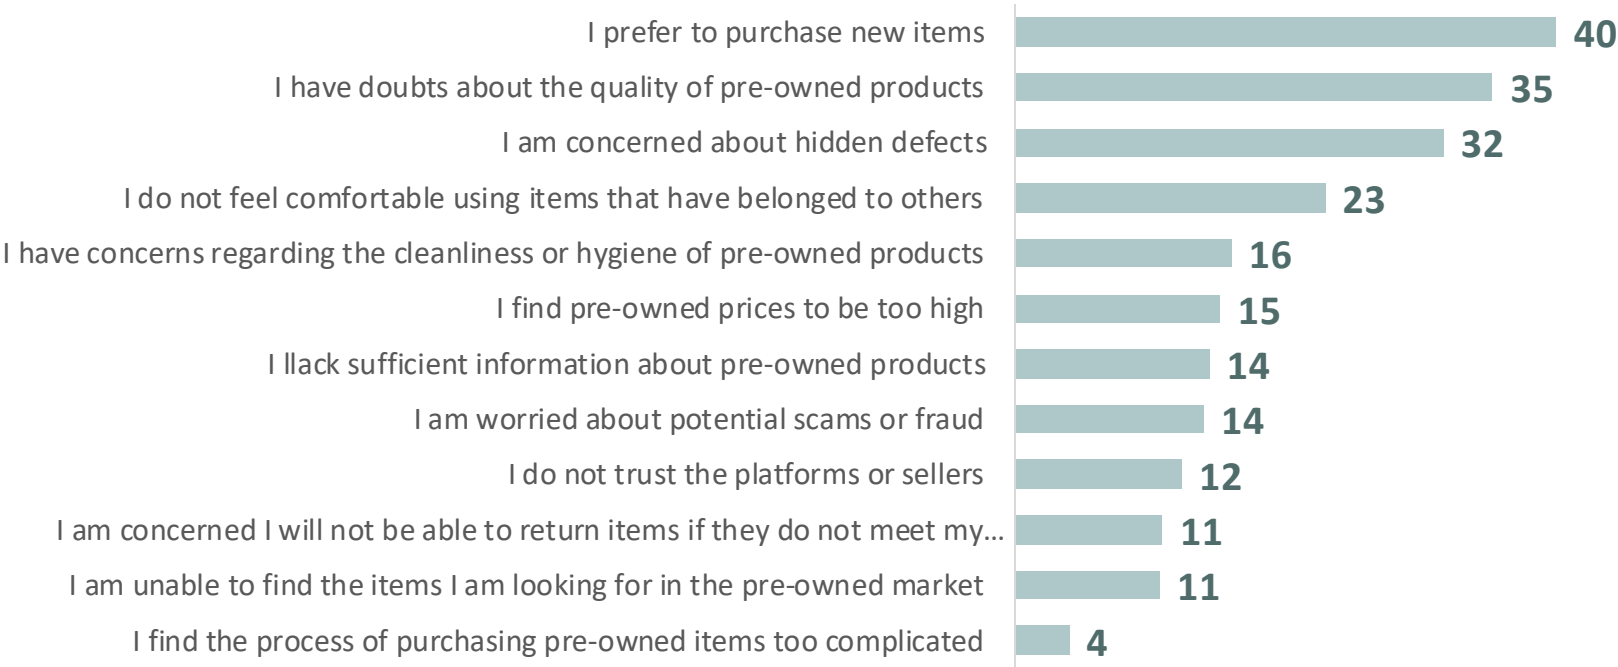 I prefer to purchase new items 40
I have doubts about the quality of pre-owned products 35
I am concerned about hidden defects 32
I do not feel comfortable using items that have belonged to others 23
I have concerns regarding the cleanliness or hygiene of pre-owned products 16
I find pre-owned prices to be too high 15
I llack sufficient information about pre-owned products 14
I am worried about potential scams or fraud 14
I do not trust the platforms or sellers 12
I am concerned I will not be able to return items if they do not meet my... 11
I am unable to find the items I am looking for in the pre-owned market 11
I find the process of purchasing pre-owned items too complicated 4